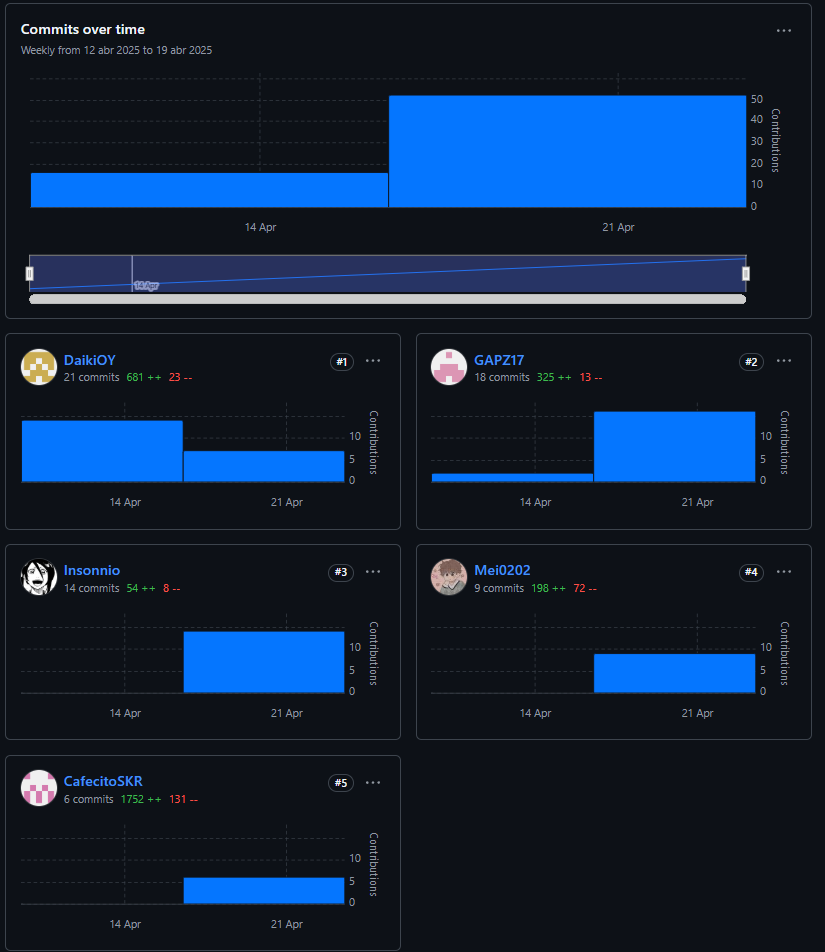 Commits over time
Weekly from 12 abr 2025 to 19 abr 2025
50
40
30
20
10
0
Contributions
14 Apr
21 Apr
14 Apr
DaikiOY
#1
21 commits 681 ++ 23 --
10
5
0
Contributions
14 Apr
21 Apr
GAPZ17
#2
18 commits 325 ++ 13 --
10
5
0
Contributions
14 Apr
21 Apr
Insonnio
#3
14 commits 54 ++ 8 --
10
5
0
Contributions
14 Apr
21 Apr
Mei0202
#4
9 commits 198 ++ 72 --
10
5
0
Contributions
14 Apr
21 Apr
CafecitoSKR
#5
6 commits 1752 ++ 131 --
10
5
0
Contributions
14 Apr
21 Apr